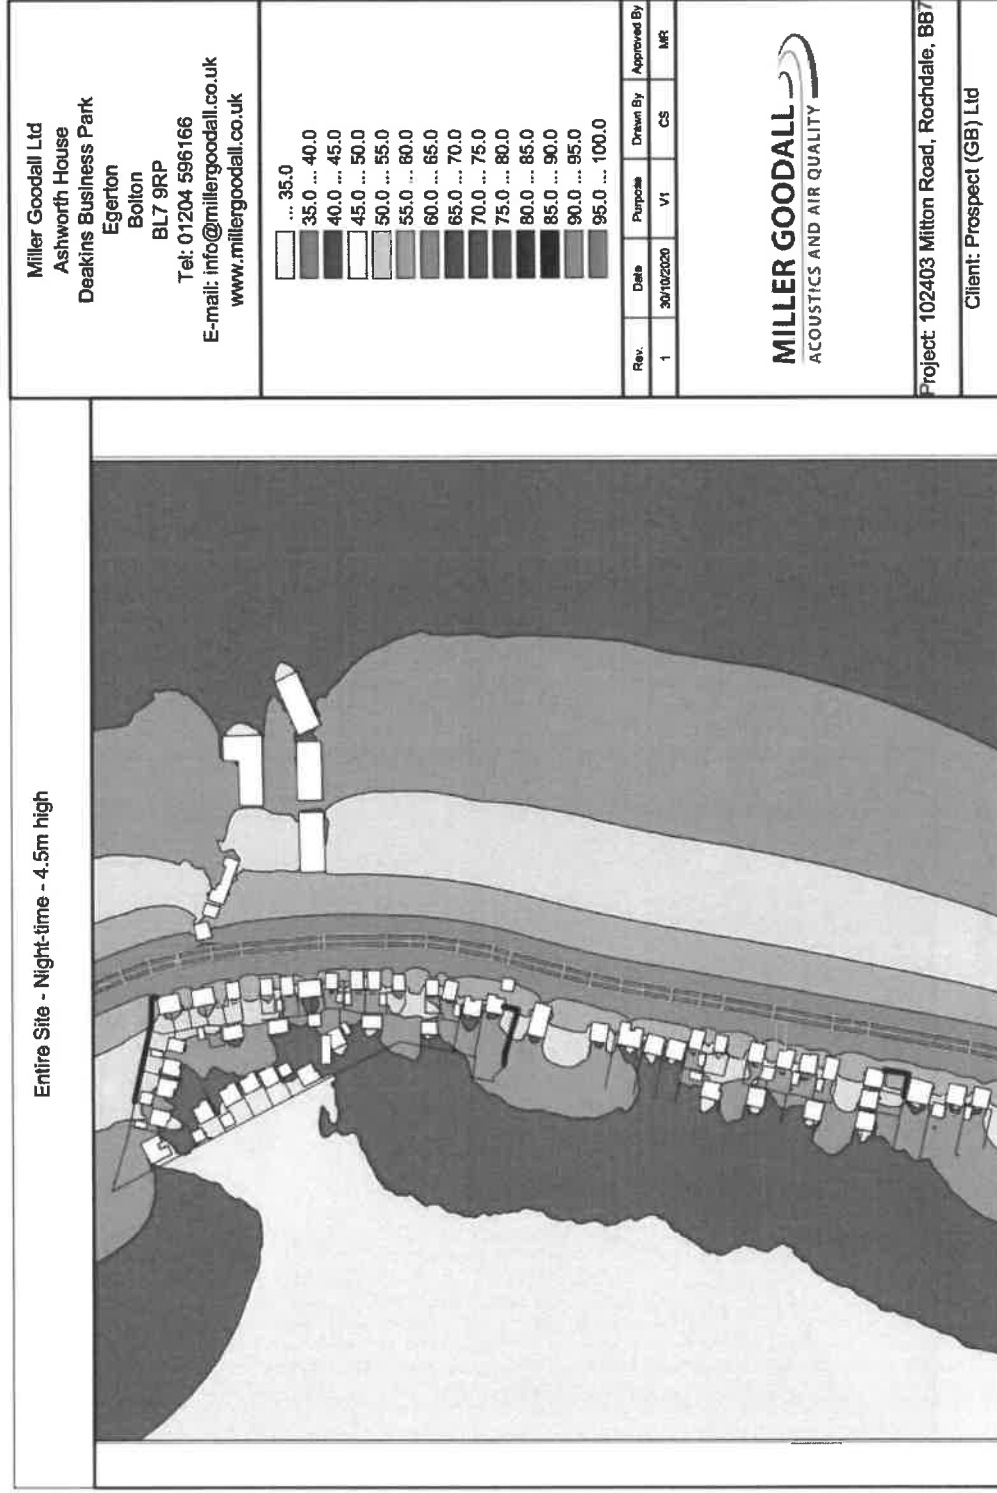 Entire Site - Night-time - 4.5m high
Miller Goodall Ltd
Ashworth House
Deakins Business Park
Egerton
Bolton
BL7 9RP
Tel: 01204 596166
E-mail: info@millergoodall.co.uk
www.millergoodall.co.uk
... 35.0
35.0 ... 40.0
40.0 ... 45.0
45.0 ... 50.0
50.0 ... 55.0
55.0 ... 60.0
60.0 ... 65.0
65.0 ... 70.0
70.0 ... 75.0
75.0 ... 80.0
80.0 ... 85.0
85.0 ... 90.0
90.0 ... 95.0
95.0 ... 100.0
Rev. Date Purpose Drawn By Approved By
1 30/10/2020 V1 CS MR
MILLER GOODALL
ACOUSTICS AND AIR QUALITY
Project: 102403 Mitton Road, Rochdale, BB7
Client: Prospect (GB) Ltd